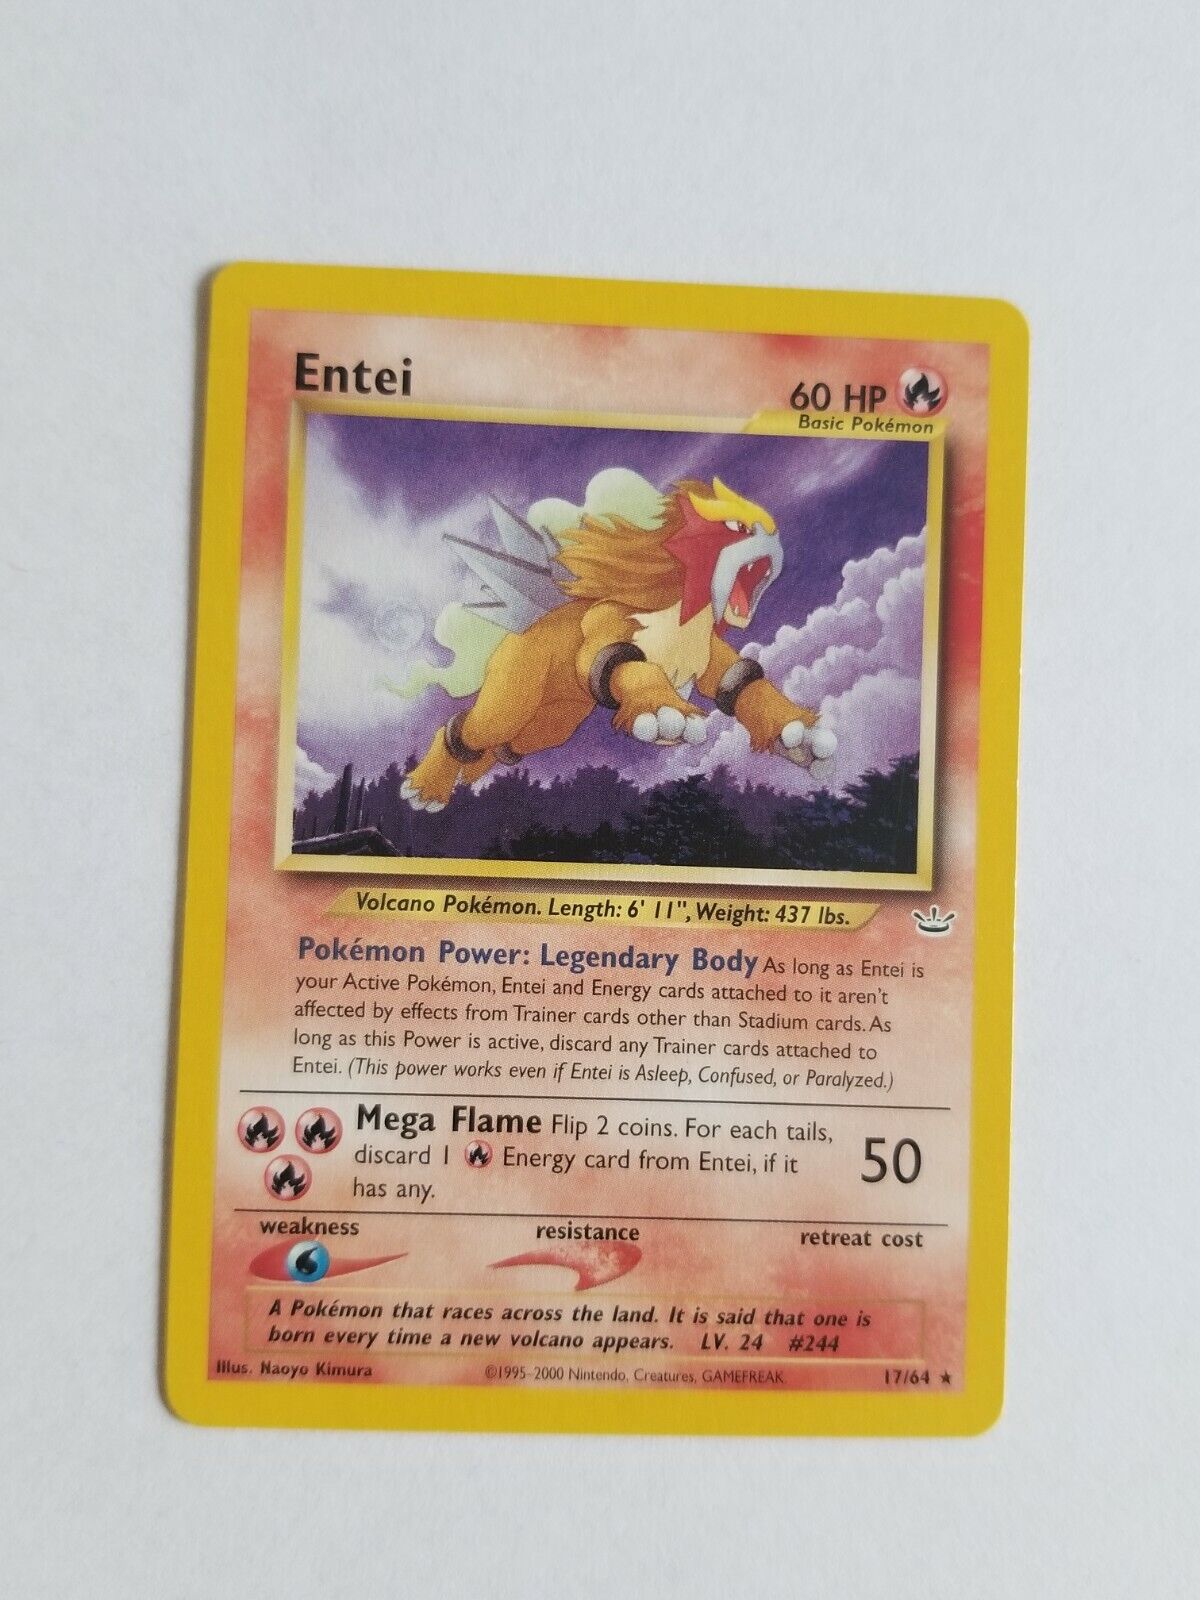 Entei
60 HP
Basic Pokémon
Volcano Pokémon. Length: 6' 11", Weight: 437 lbs.
Pokémon Power: Legendary Body As long as Entei is
your Active Pokémon, Entei and Energy cards attached to it aren't
affected by effects from Trainer cards other than Stadium cards. As
long as this Power is active, discard any Trainer cards attached to
Entei. (This power works even if Entei is Asleep, Confused, or Paralyzed.)
Mega Flame Flip 2 coins. For each tails,
discard 1 Energy card from Entei, if it
has any.
50
weakness
resistance
retreat cost
A Pokémon that races across the land. It is said that one is
born every time a new volcano appears. LV. 24 #244
Illus. Naoyo Kimura
©1995-2000 Nintendo, Creatures, GAMEFREAK.
17/64 ★